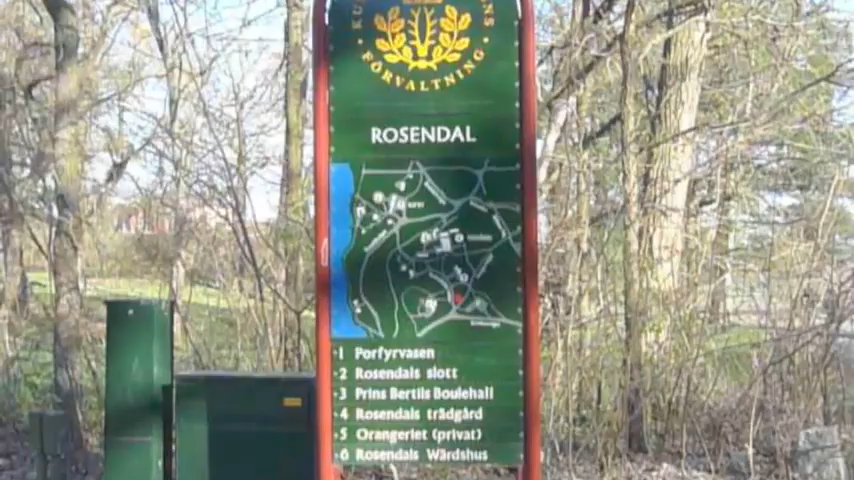 FÖRVALTNING
ROSENDAL
1 Porfyrvasen
2 Rosendals slott
3 Prins Bertils Boulehall
4 Rosendals trädgård
5 Orangeriet (privat)
6 Rosendals Wärdshus